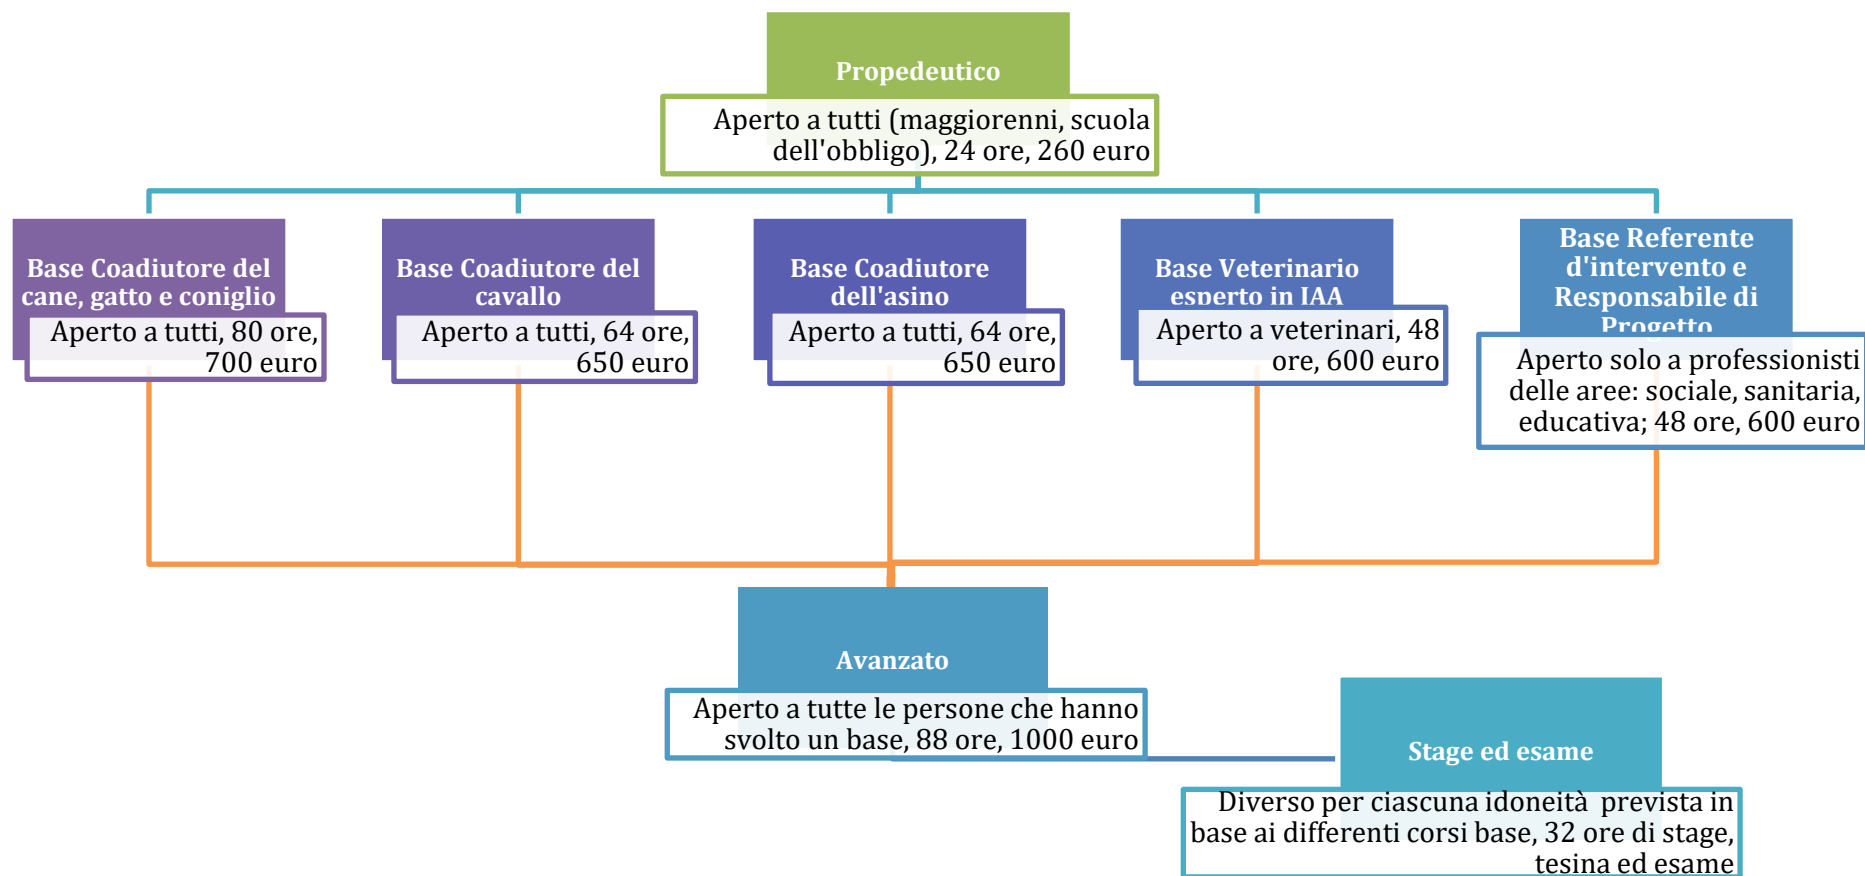 Propedeutico
Aperto a tutti (maggiorenni, scuola
dell'obbligo), 24 ore, 260 euro
Base Coadiutore del
cane, gatto e coniglio
Aperto a tutti, 80 ore,
700 euro
Base Coadiutore del
cavallo
Aperto a tutti, 64 ore,
650 euro
Base Coadiutore
dell'asino
Aperto a tutti, 64 ore,
650 euro
Base Veterinario
esperto in IAA
Aperto a veterinari, 48
ore, 600 euro
Base Referente
d'intervento e
Responsabile di
Progetto
Aperto solo a professionisti
delle aree: sociale, sanitaria,
educativa; 48 ore, 600 euro
Avanzato
Aperto a tutte le persone che hanno
svolto un base, 88 ore, 1000 euro
Stage ed esame
Diverso per ciascuna idoneità  prevista in
base ai differenti corsi base, 32 ore di stage,
tesina ed esame